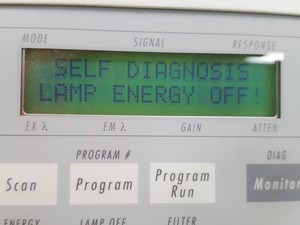 MODE SIGNAL RESPONSE
SELF DIAGNOSIS
LAMP ENERGY OFF!
EX λ EM λ GAIN ATTEN
PROGRAM # DIAG
Scan Program Program Run Monitor
ENERGY LAMP OFF FILTER